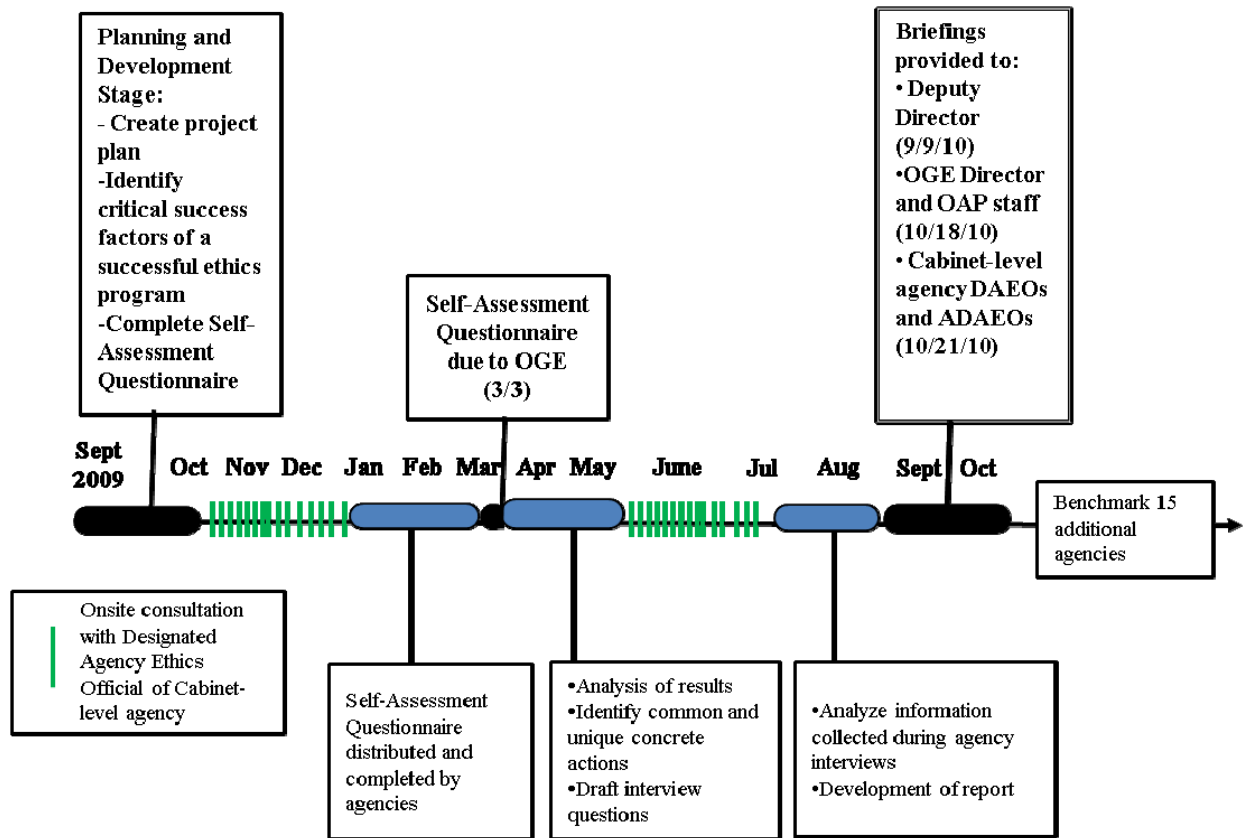 Planning and
Development
Stage:
- Create project
plan
-Identify
critical success
factors of a
successful ethics
program
-Complete Self-
Assessment
Questionnaire
Self-Assessment
Questionnaire
due to OGE
(3/3)
Briefings
provided to:
• Deputy
Director
(9/9/10)
•OGE Director
and OAP staff
(10/18/10)
• Cabinet-level
agency DAEOs
and ADAEOs
(10/21/10)
Sept
2009
Oct Nov Dec Jan Feb Mar Apr May June Jul Aug Sept Oct
Benchmark 15
additional
agencies
Onsite consultation
with Designated
Agency Ethics
Official of Cabinet-
level agency
Self-Assessment
Questionnaire
distributed and
completed by
agencies
•Analysis of results
•Identify common and
unique concrete
actions
•Draft interview
questions
•Analyze information
collected during agency
interviews
•Development of report